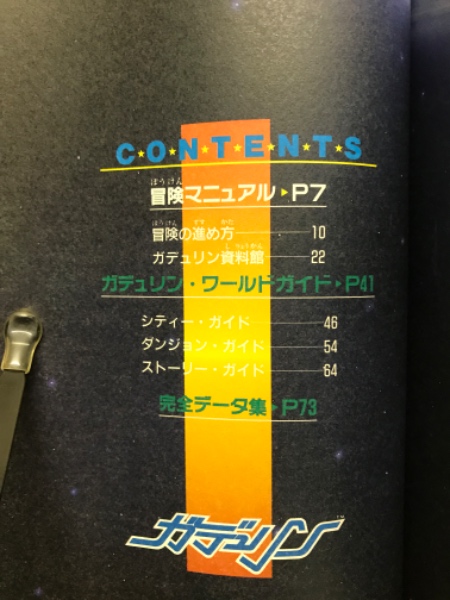 C★O★N★T★E★N★T★S
冒険マニュアル▶P7
冒険の進め方 10
ガデュリン資料館 22
ガデュリン・ワールドガイド▶P41
シティー・ガイド 46
ダンジョン・ガイド 54
ストーリー・ガイド 64
完全データ集▶P73
ガデュリン